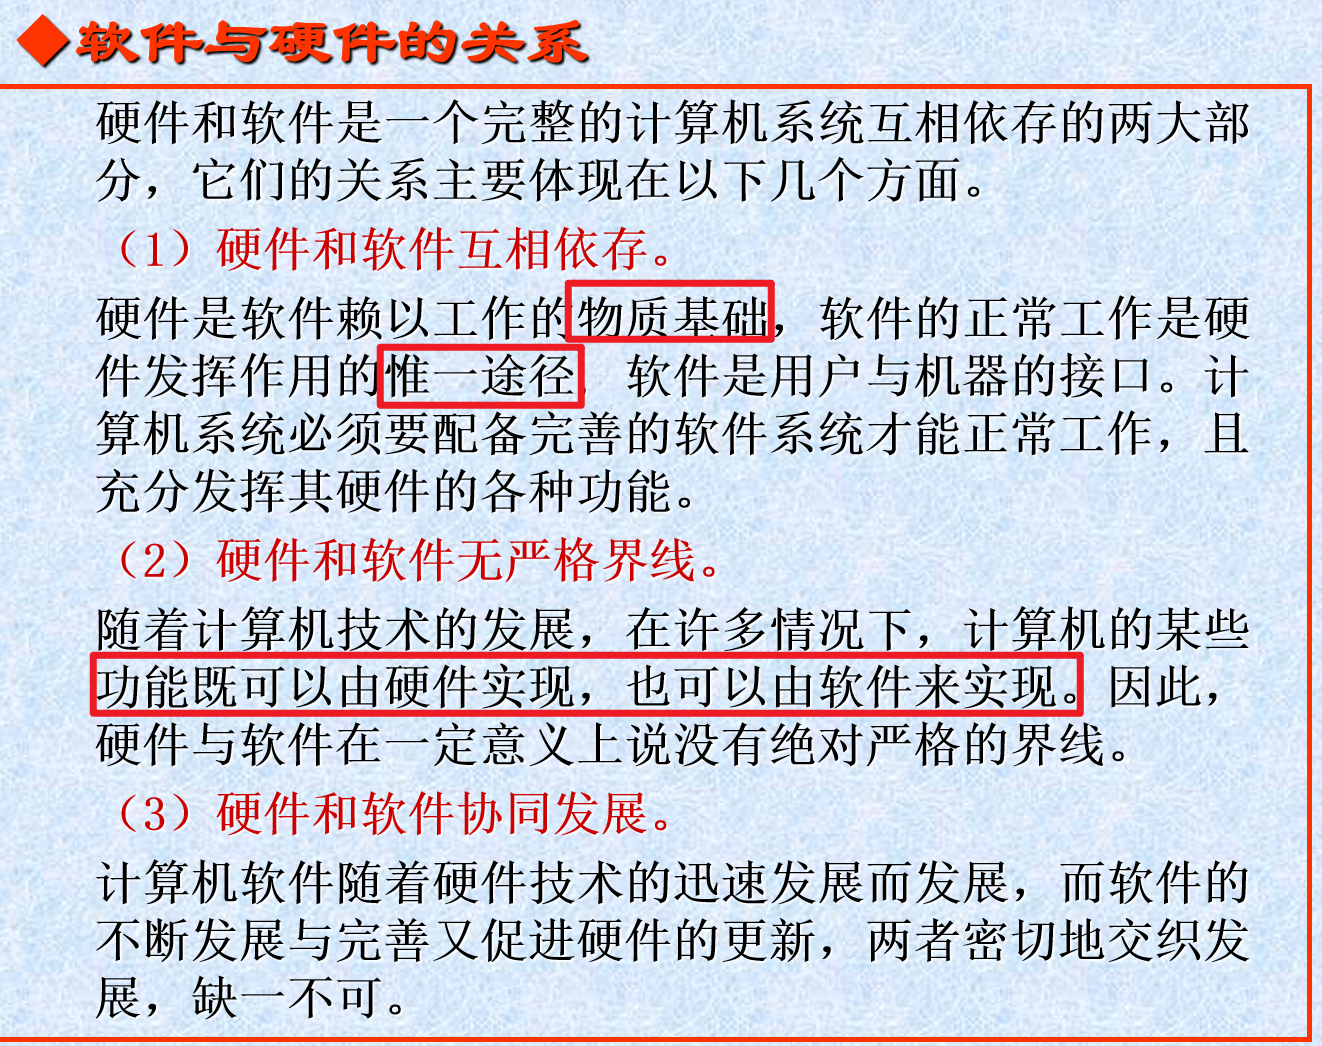 软件与硬件的关系
硬件和软件是一个完整的计算机系统互相依存的两大部
分，它们的关系主要体现在以下几个方面。
（1）硬件和软件互相依存。
硬件是软件赖以工作的物质基础，软件的正常工作是硬
件发挥作用的惟一途径 软件是用户与机器的接口。计
算机系统必须要配备完善的软件系统才能正常工作，且
充分发挥其硬件的各种功能。
（2）硬件和软件无严格界线。
随着计算机技术的发展，在许多情况下，计算机的某些
功能既可以由硬件实现，也可以由软件来实现。因此，
硬件与软件在一定意义上说没有绝对严格的界线。
（3）硬件和软件协同发展。
计算机软件随着硬件技术的迅速发展而发展，而软件的
不断发展与完善又促进硬件的更新，两者密切地交织发
展，缺一不可。